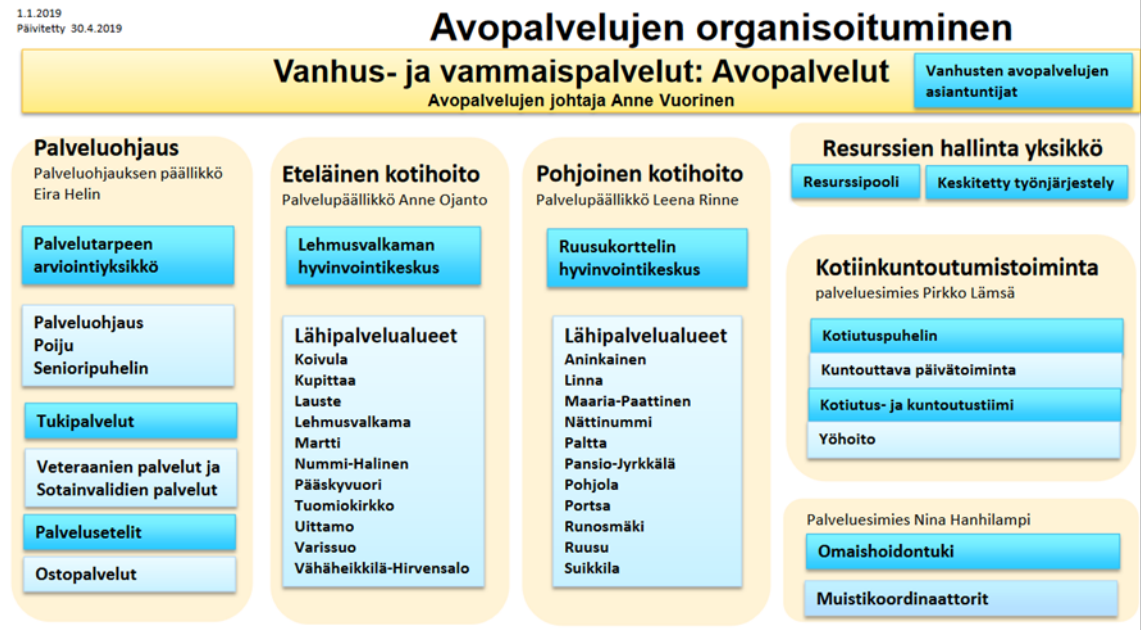 1.1.2019
Päivitetty 30.4.2019
Avopalvelujen organisoituminen
Vanhus- ja vammaispalvelut: Avopalvelut
Avopalvelujen johtaja Anne Vuorinen
Vanhusten avopalvelujen
asiantuntijat
Palveluohjaus
Palveluohjauksen päällikkö
Eira Helin
Palvelutarpeen
arviointiyksikkö
Palveluohjaus
Poiju
Senioripuhelin
Tukipalvelut
Veteraanien palvelut ja
Sotainvalidien palvelut
Palvelusetelit
Ostopalvelut
Eteläinen kotihoito
Palvelupäällikkö Anne Ojanto
Lehmusvalkaman
hyvinvointikeskus
Lähipalvelualueet
Koivula
Kupittaa
Lauste
Lehmusvalkama
Martti
Nummi-Halinen
Pääskyvuori
Tuomiokirkko
Uittamo
Varissuo
Vähäheikkilä-Hirvensalo
Pohjoinen kotihoito
Palvelupäällikkö Leena Rinne
Ruusukorttelin
hyvinvointikeskus
Lähipalvelualueet
Aninkainen
Linna
Maaria-Paattinen
Nättinummi
Paltta
Pansio-Jyrkkälä
Pohjola
Portsa
Runosmäki
Ruusu
Suikkila
Resurssien hallinta yksikkö
Resurssipooli
Keskitetty työnjärjestely
Kotiinkuntoutumistoiminta
palveluesimies Pirkko Lämsä
Kotiutuspuhelin
Kuntouttava päivätoiminta
Kotiutus- ja kuntoutustiimi
Yöhoito
Palveluesimies Nina Hanhilampi
Omaishoidontuki
Muistikoordinaattorit